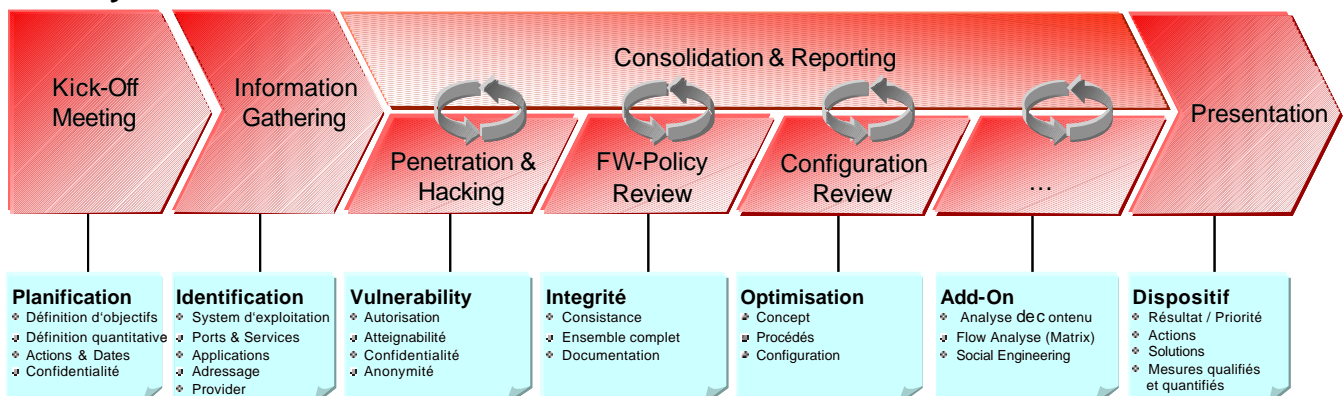 Kick-Off
Meeting
Information
Gathering
Consolidation & Reporting
Penetration &
Hacking
FW-Policy
Review
Configuration
Review
...
Presentation
Planification
Définition d'objectifs
Définition quantitative
Actions & Dates
Confidentialité
Identification
System d'exploitation
Ports & Services
Applications
Adressage
Provider
Vulnerability
Autorisation
Atteignabilité
Confidentialité
Anonymité
Integrité
Consistance
Ensemble complet
Documentation
Optimisation
Concept
Procédés
Configuration
Add-On
Analyse dec contenu
Flow Analyse (Matrix)
Social Engineering
Dispositif
Résultat / Priorité
Actions
Solutions
Mesures qualifiés
et quantifiés